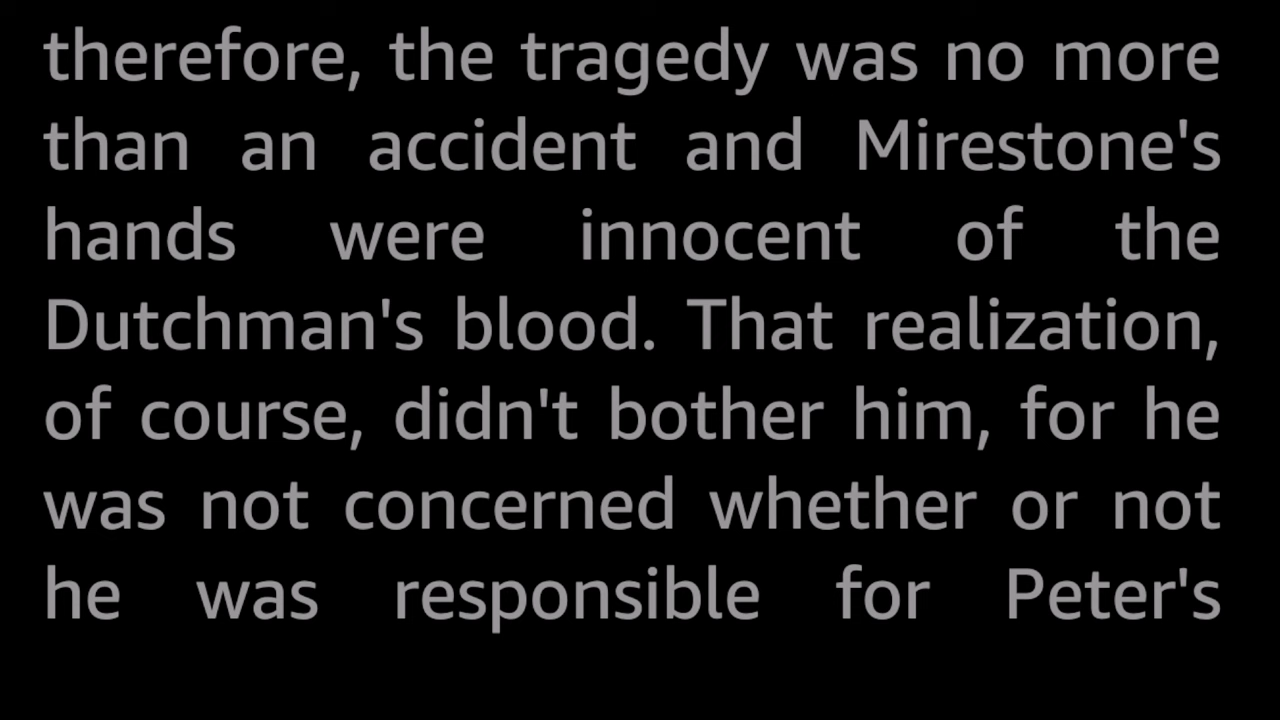 therefore, the tragedy was no more
than an accident and Mirestone's
hands were innocent of the
Dutchman's blood. That realization,
of course, didn't bother him, for he
was not concerned whether or not
he was responsible for Peter's